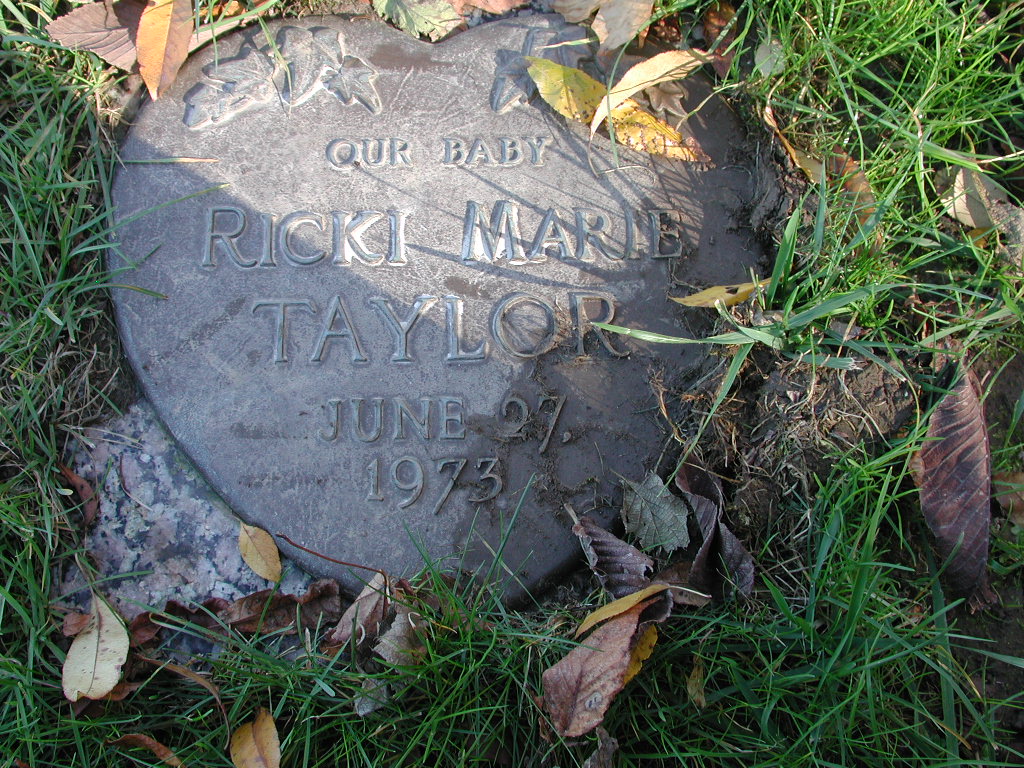 OUR BABY
RICKI MARIE
TAYLOR
JUNE 27,
1973